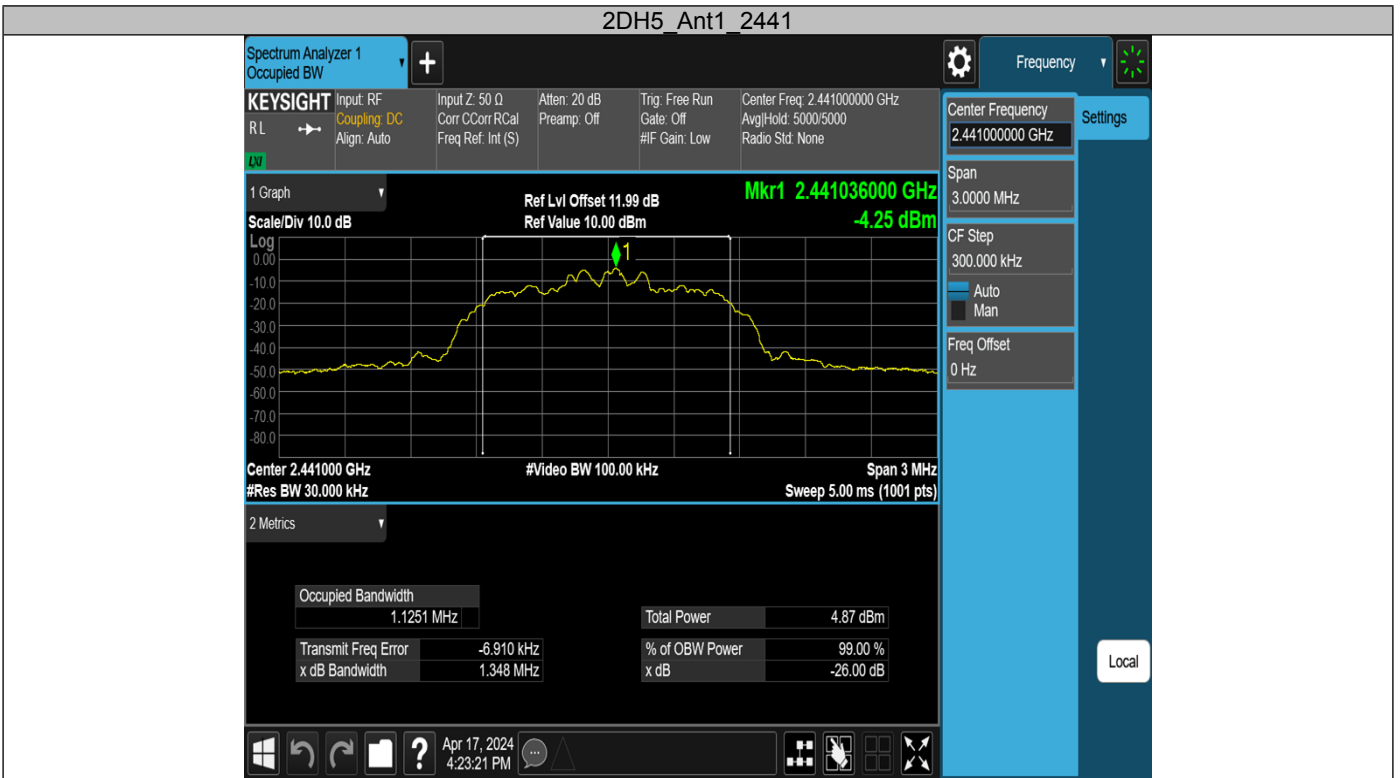 2DH5_Ant1_2441
Spectrum Analyzer 1
Occupied BW
+
Frequency
KEYSIGHT
R L
LXI
Input: RF
Coupling: DC
Align: Auto
Input Z: 50 Ω
Corr CCorr RCal
Freq Ref: Int (S)
Atten: 20 dB
Preamp: Off
Trig: Free Run
Gate: Off
#IF Gain: Low
Center Freq: 2.441000000 GHz
Avg|Hold: 5000/5000
Radio Std: None
Center Frequency
2.441000000 GHz
Settings
Span
3.0000 MHz
CF Step
300.000 kHz
Auto
Man
Freq Offset
0 Hz
Local
1 Graph
Scale/Div 10.0 dB
Ref Lvl Offset 11.99 dB
Ref Value 10.00 dBm
Mkr1 2.441036000 GHz
-4.25 dBm
Log
1
0.00
-10.0
-20.0
-30.0
-40.0
-50.0
-60.0
-70.0
-80.0
Center 2.441000 GHz
#Video BW 100.00 kHz
Span 3 MHz
#Res BW 30.000 kHz
Sweep 5.00 ms (1001 pts)
2 Metrics
Occupied Bandwidth
1.1251 MHz
Total Power 4.87 dBm
Transmit Freq Error -6.910 kHz
% of OBW Power 99.00 %
x dB Bandwidth 1.348 MHz
x dB -26.00 dB
?
Apr 17, 2024
4:23:21 PM